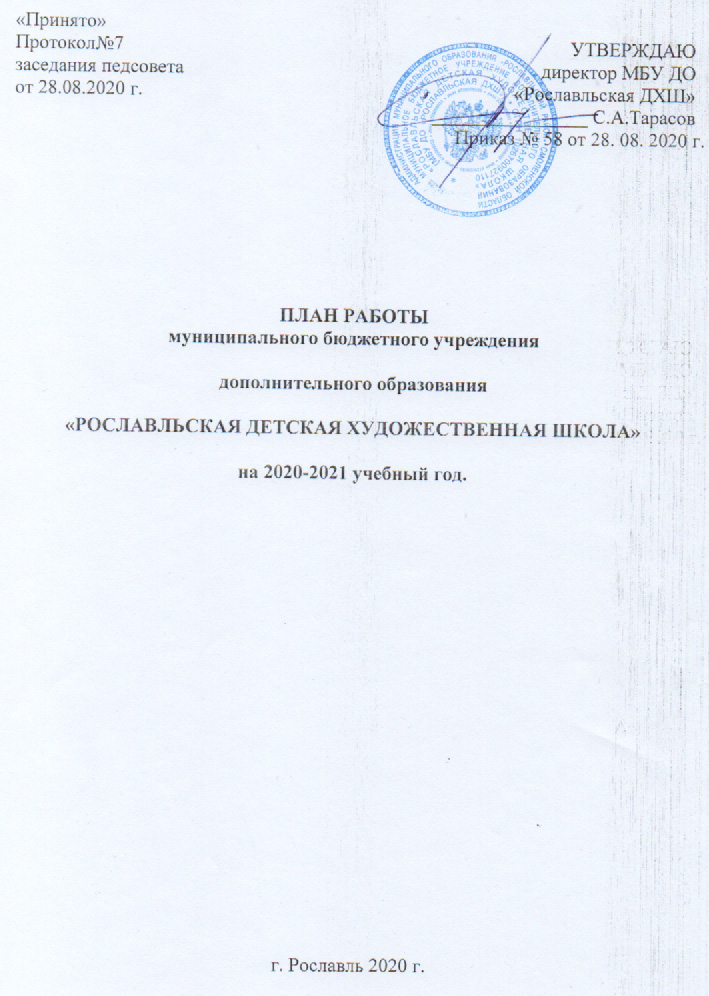 «Принято»
Протокол№7
заседания педсовета
от 28.08.2020 г.
УТВЕРЖДАЮ
директор МБУ ДО
«Рославльская ДХШ»
С.А.Тарасов
Приказ № 58 от 28. 08. 2020 г.
ПЛАН РАБОТЫ
муниципального бюджетного учреждения
дополнительного образования
«РОСЛАВЛЬСКАЯ ДЕТСКАЯ ХУДОЖЕСТВЕННАЯ ШКОЛА»
на 2020-2021 учебный год.
г. Рославль 2020 г.